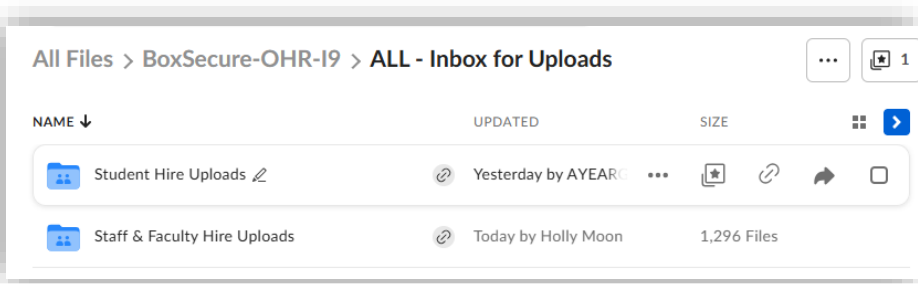 All Files > BoxSecure-OHR-I9 > ALL - Inbox for Uploads ... 1
NAME UPDATED SIZE
Student Hire Uploads Yesterday by AYEARG ...
Staff & Faculty Hire Uploads Today by Holly Moon 1,296 Files